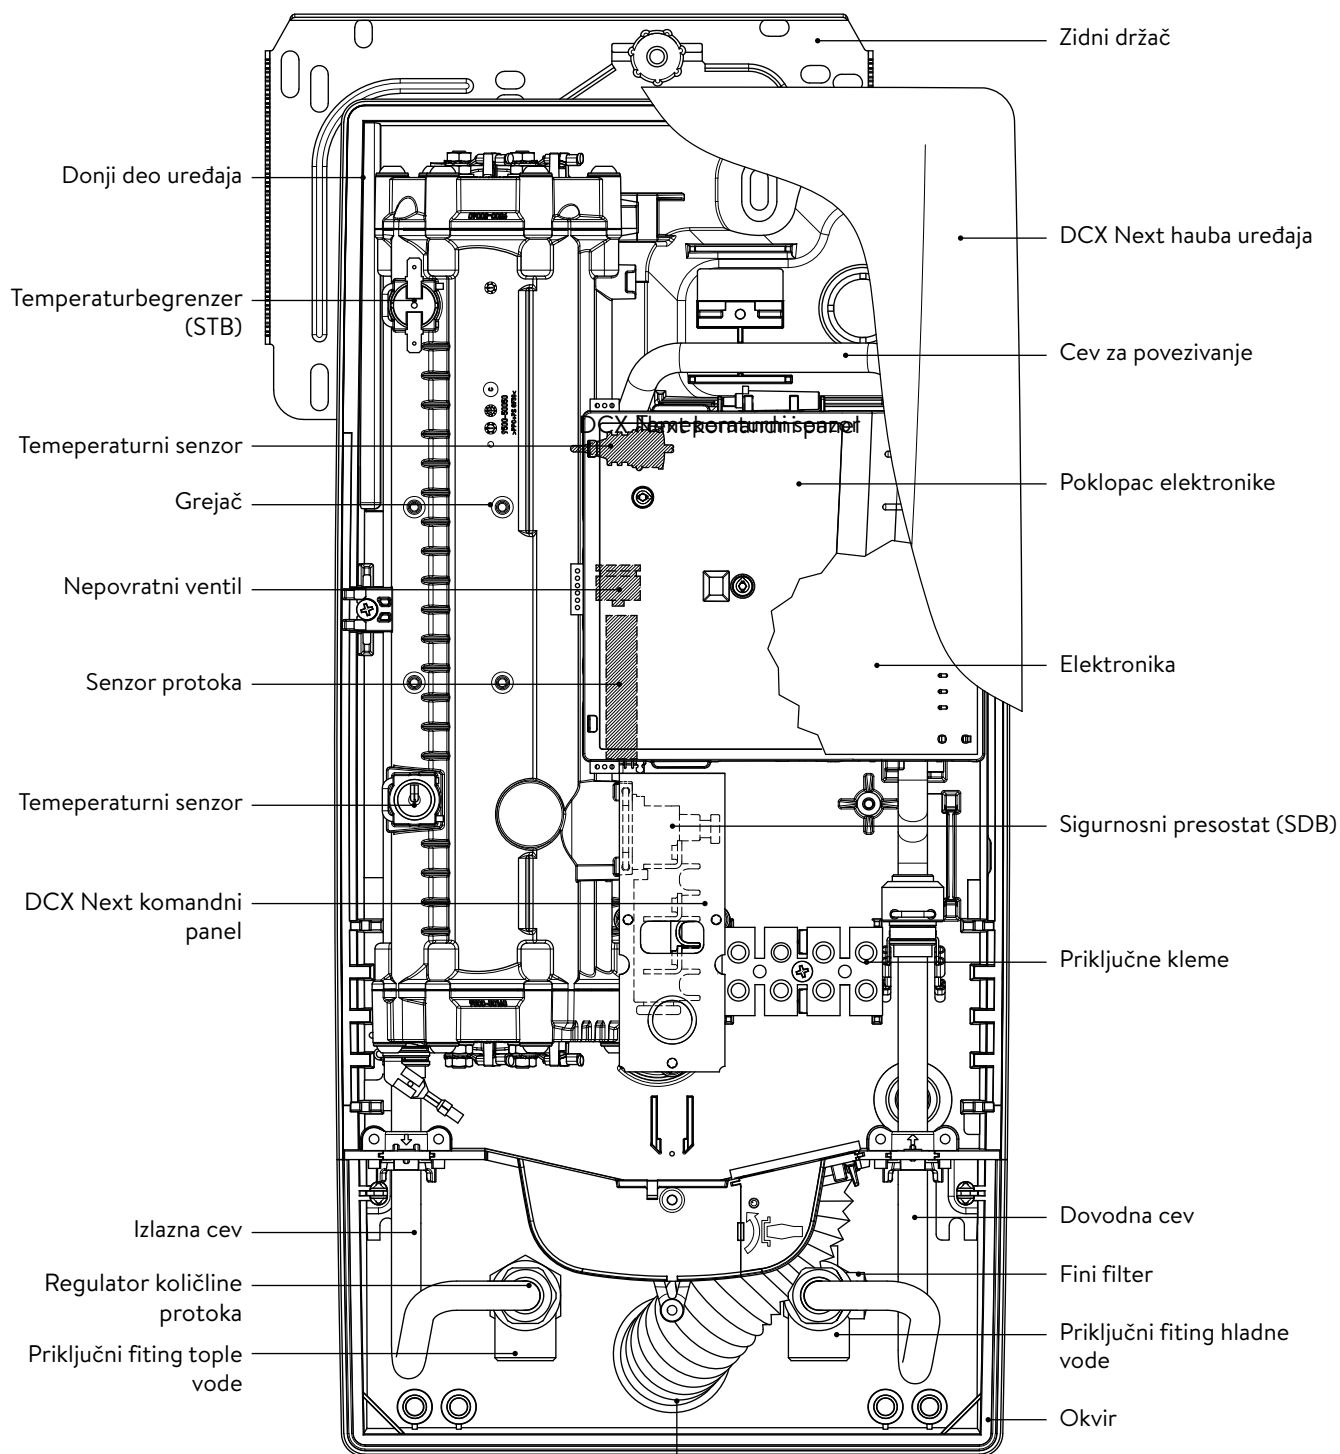 Zidni držač
Donji deo uređaja
DCX Next hauba uređaja
Temperaturbegrenzer
(STB)
Cev za povezivanje
Temeperaturni senzor
Poklopac elektronike
Grejač
Nepovratni ventil
Elektronika
Senzor protoka
Temeperaturni senzor
Sigurnosni presostat (SDB)
DCX Next komandni
panel
Priključne kleme
Izlazna cev
Dovodna cev
Regulator količline
protoka
Fini filter
Priključni fiting tople
vode
Priključni fiting hladne
vode
Okvir